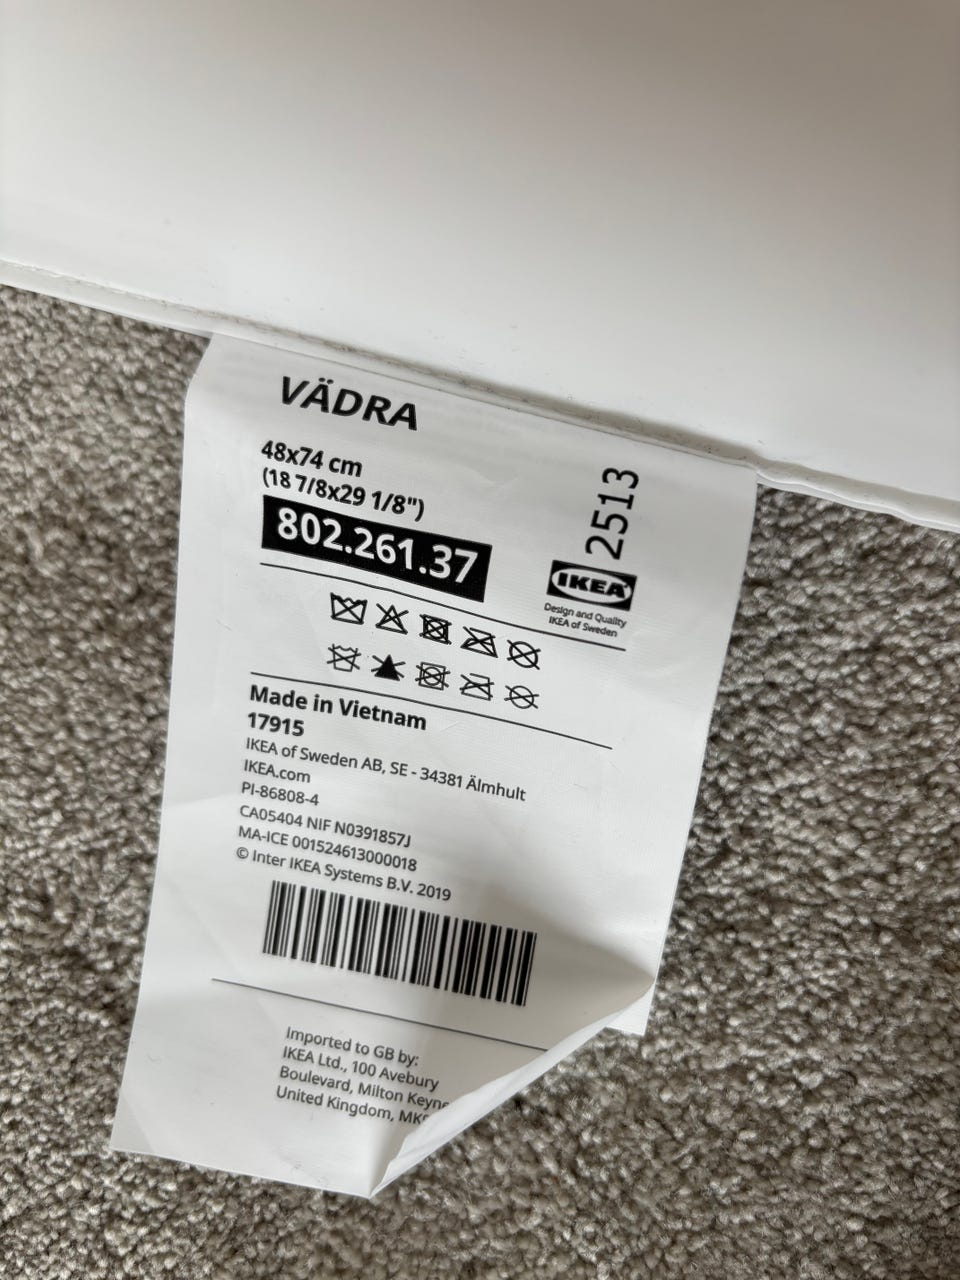 VÄDRA
48x74 cm
(18 7/8x29 1/8")
802.261.37
2513
IKEA
Design and Quality
IKEA of Sweden
Made in Vietnam
17915
IKEA of Sweden AB, SE - 34381 Älmhult
IKEA.com
PI-86808-4
CA05404 NIF N0391857J
MA-ICE 001524613000018
© Inter IKEA Systems B.V. 2019
Imported to GB by:
IKEA Ltd., 100 Avebury
Boulevard, Milton Keyne
United Kingdom, MK